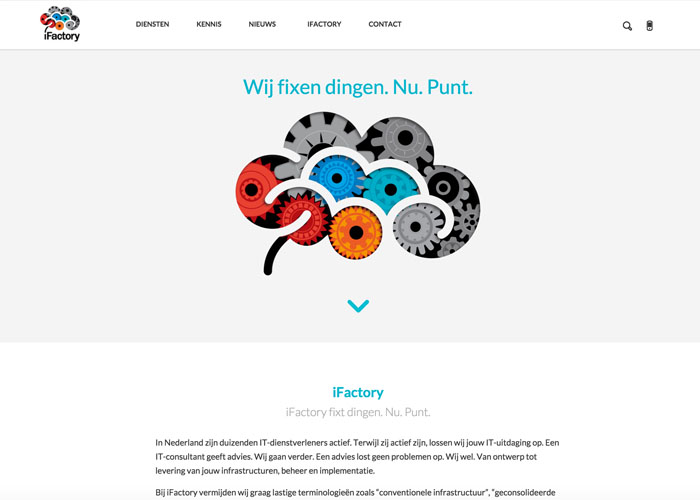 iFactory
DIENSTEN
KENNIS
NIEUWS
IFACTORY
CONTACT
Wij fixen dingen. Nu. Punt.
iFactory
iFactory fixt dingen. Nu. Punt.
In Nederland zijn duizenden IT-dienstverleners actief. Terwijl zij actief zijn, lossen wij jouw IT-uitdaging op. Een
IT-consultant geeft advies. Wij gaan verder. Een advies lost geen problemen op. Wij wel. Van ontwerp tot
levering van jouw infrastructuren, beheer en implementatie.
Bij iFactory vermijden wij graag lastige terminologieën zoals "conventionele infrastructuur", "geconsolideerde